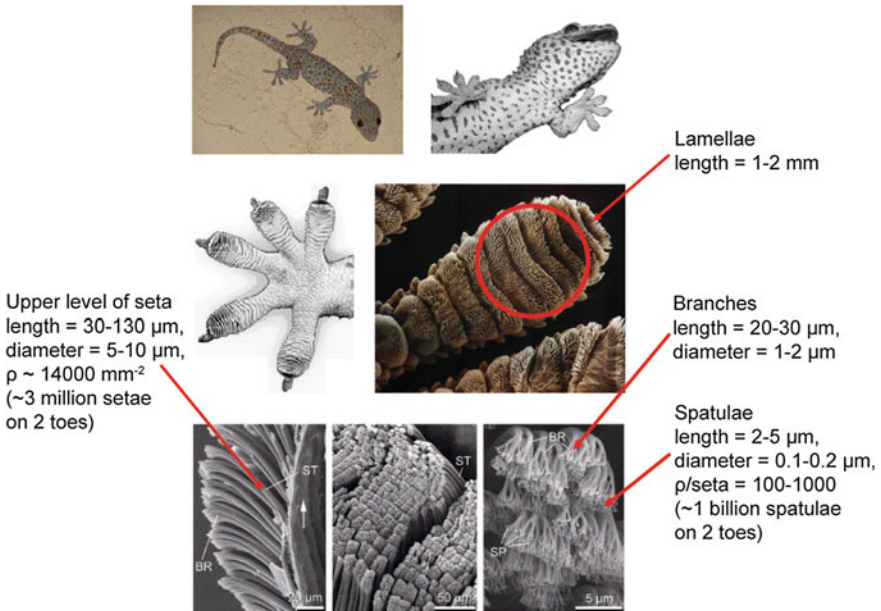 Lamellae
length = 1-2 mm
Upper level of seta
length = 30-130 μm,
diameter = 5-10 μm,
ρ ~ 14000 mm⁻²
(~3 million setae
on 2 toes)
Branches
length = 20-30 μm,
diameter = 1-2 μm
Spatulae
length = 2-5 μm,
diameter = 0.1-0.2 μm,
ρ/seta = 100-1000
(~1 billion spatulae
on 2 toes)
ST
BR
ST
50 μm
BR
SP
5 μm